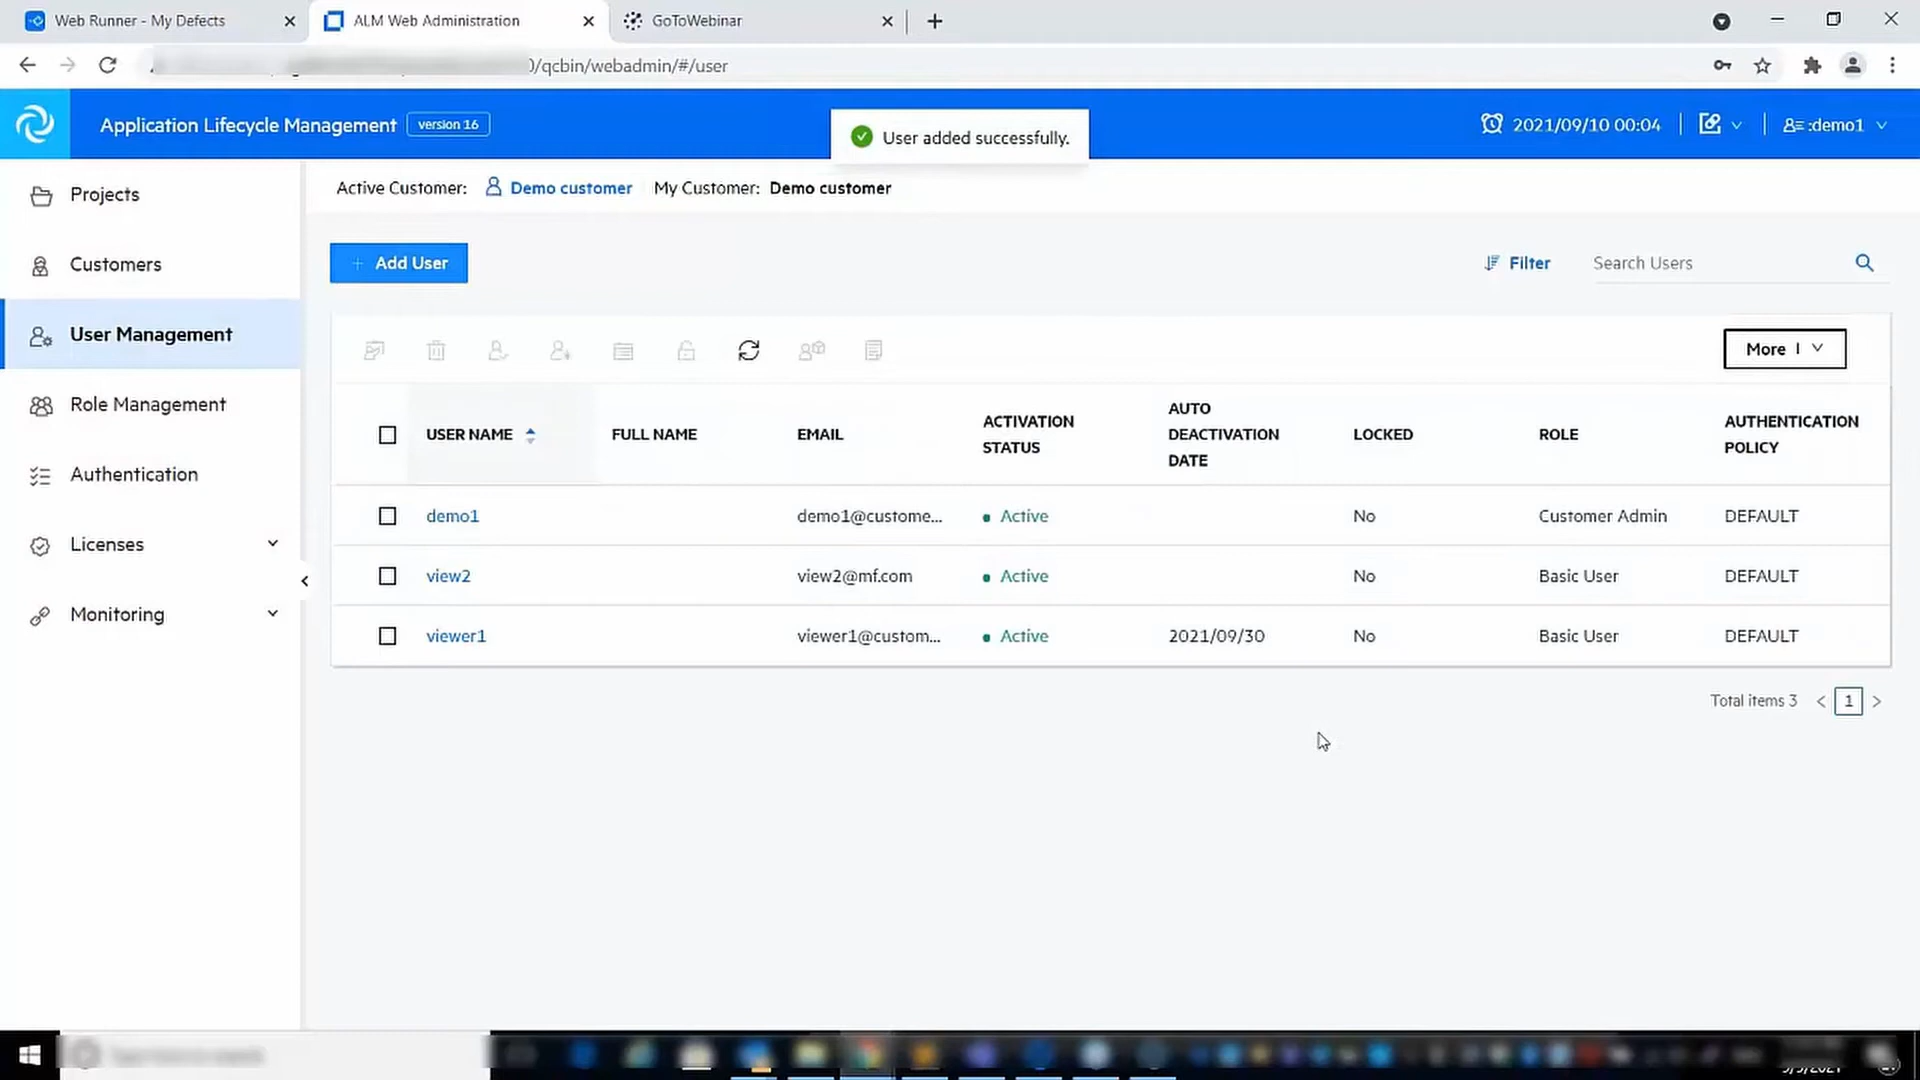 Web Runner - My Defects
ALM Web Administration
GoToWebinar
/qcbin/webadmin/#/user
Application Lifecycle Management
version 16
User added successfully.
2021/09/10 00:04
:demo1
Projects
Customers
User Management
Role Management
Authentication
Licenses
Monitoring
Active Customer: Demo customer My Customer: Demo customer
+ Add User
Filter
Search Users
More
USER NAME FULL NAME EMAIL ACTIVATION STATUS AUTO DEACTIVATION DATE LOCKED ROLE AUTHENTICATION POLICY
demo1 demo1@custome... Active No Customer Admin DEFAULT
view2 view2@mf.com Active No Basic User DEFAULT
viewer1 viewer1@custom... Active 2021/09/30 No Basic User DEFAULT
Total items 3 < 1 >